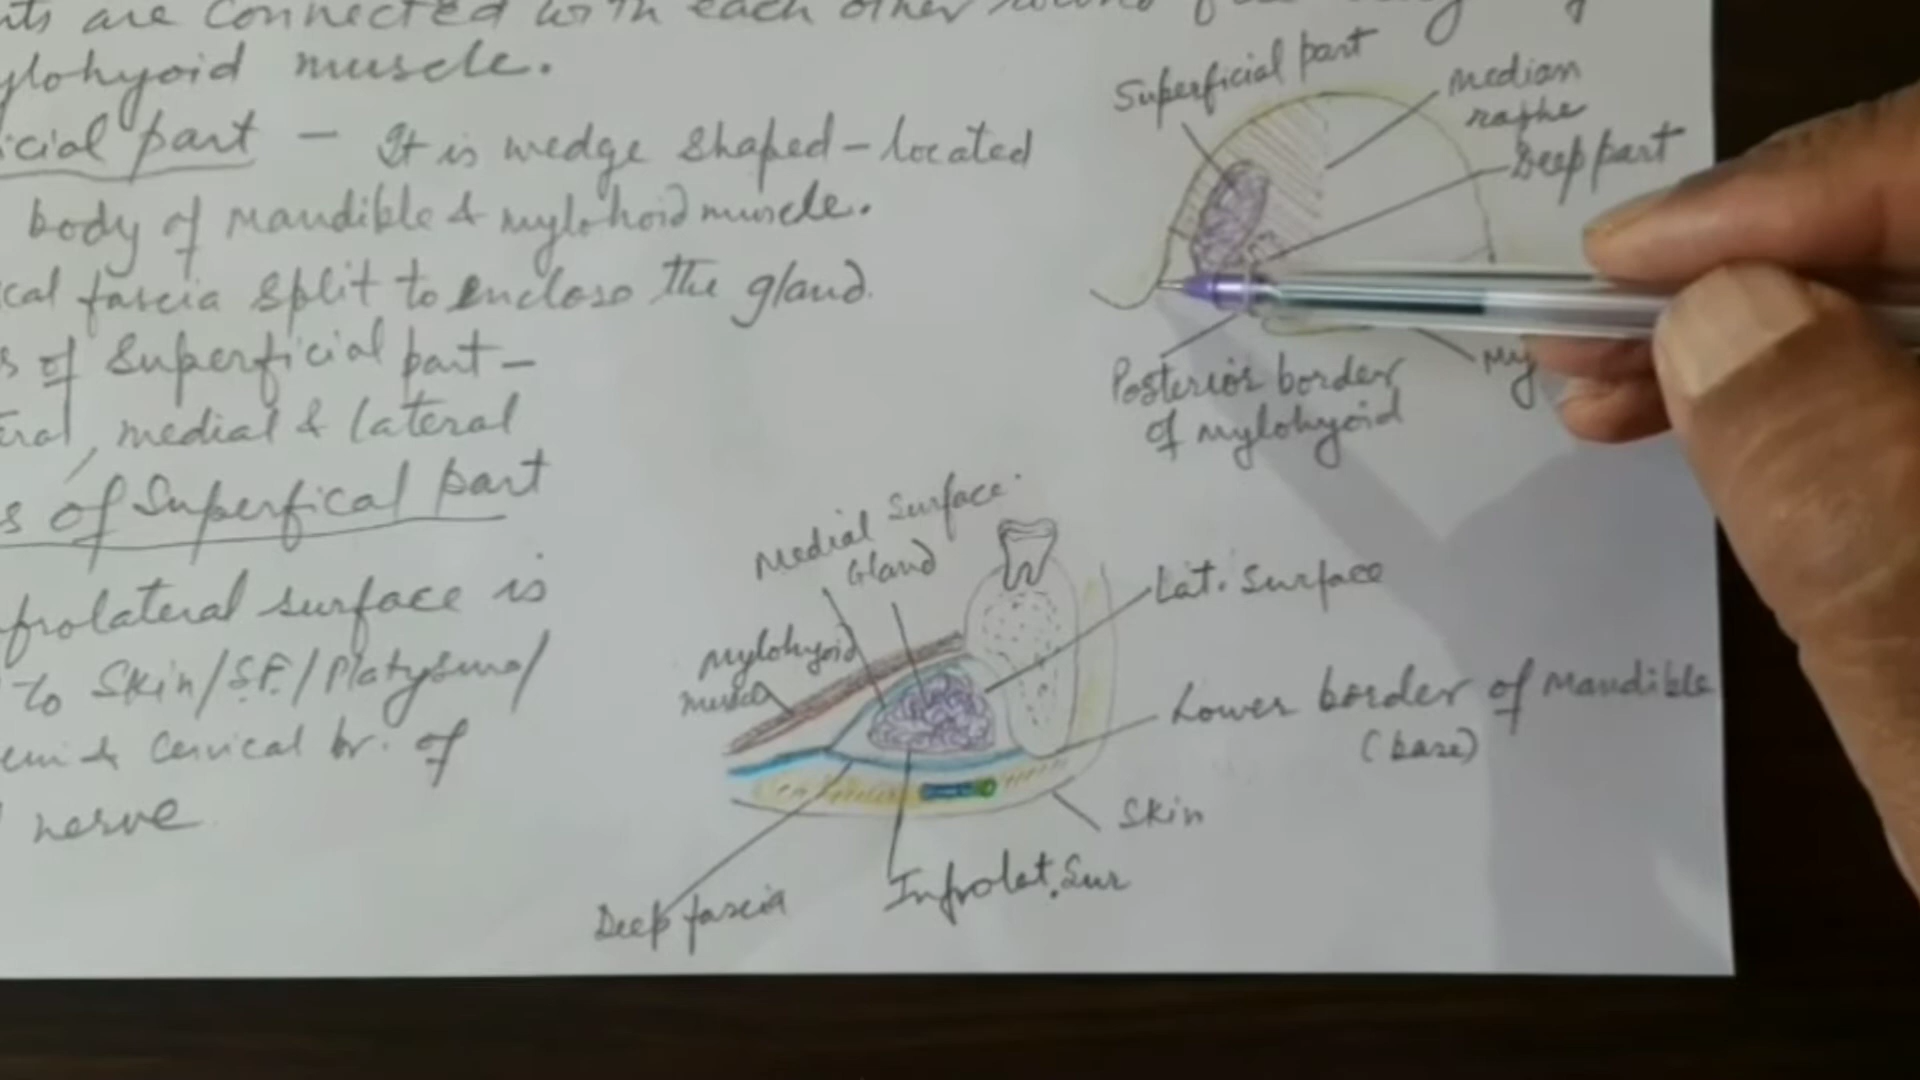 are connected with each other
ylohyoid muscle.
icial part - It is wedge shaped - located
body of mandible & mylohoid muscle.
cal fascia split to enclose the gland.
s of Superficial part -
eral, medial & lateral
s of Superfical part
nfrolateral surface is
to Skin/S.F./Platysma/
& Cervical br. of
nerve
Superficial part
median
raphe
Deep part
Posterior border
of mylohyoid
My
Medial Surface
Gland
Lat. Surface
mylohyoid
muscle
Lower border of mandible
(base)
Skin
Deep fascia
Infrolat. Sur